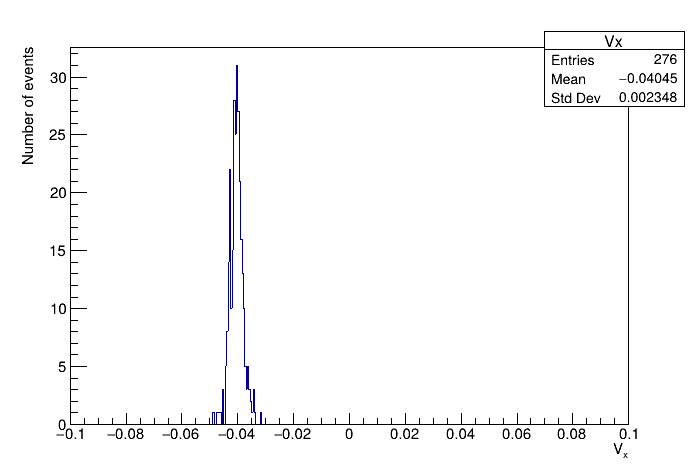 Vx
Entries 276
Mean −0.04045
Std Dev 0.002348
Number of events
30
25
20
15
10
5
0
−0.1 −0.08 −0.06 −0.04 −0.02 0 0.02 0.04 0.06 0.08 0.1
Vx